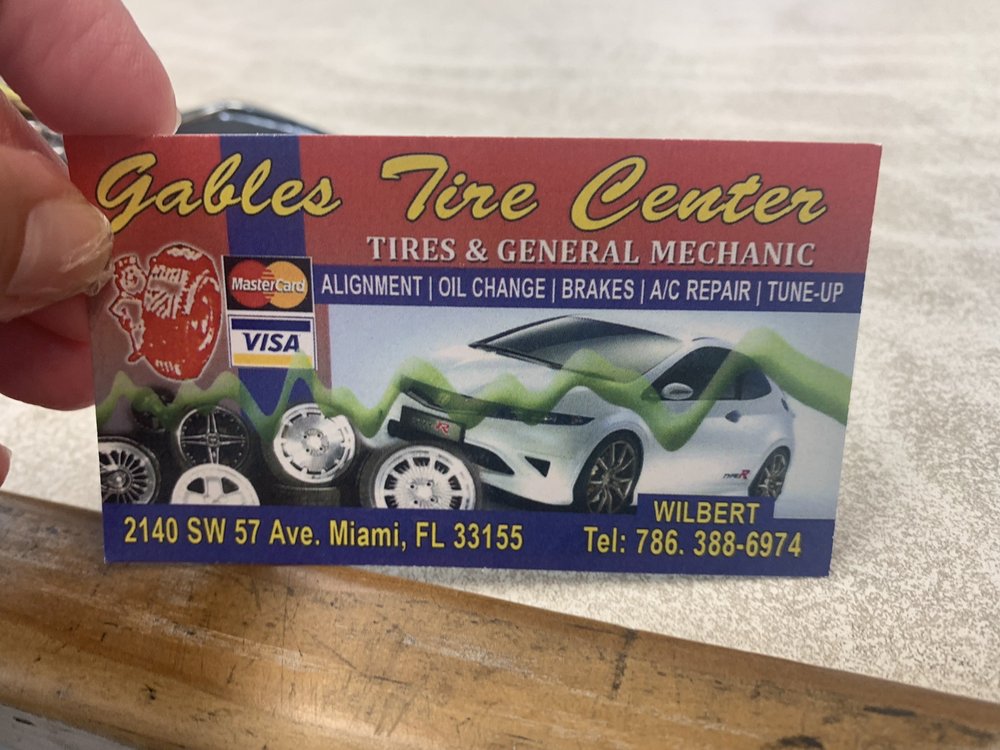 Gables Tire Center
TIRES & GENERAL MECHANIC
MasterCard
ALIGNMENT | OIL CHANGE | BRAKES | A/C REPAIR | TUNE-UP
VISA
R
TYPE R
WILBERT
2140 SW 57 Ave. Miami, FL 33155
Tel: 786. 388-6974